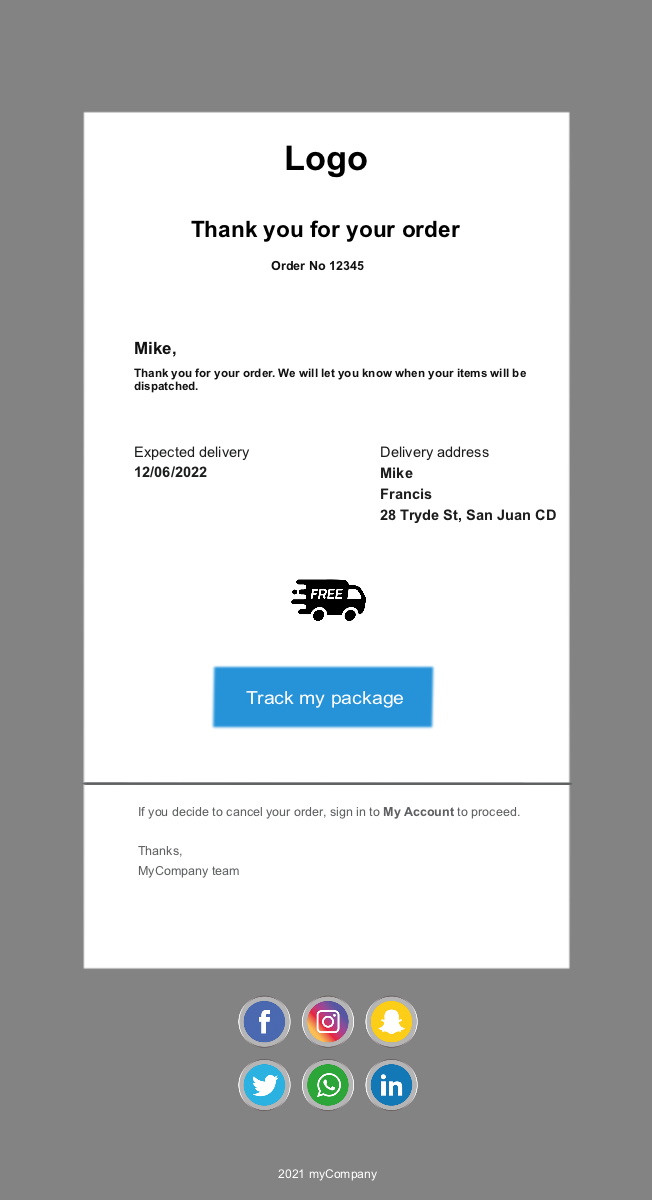 Logo
Thank you for your order
Order No 12345
Mike,
Thank you for your order. We will let you know when your items will be
dispatched.
Expected delivery
12/06/2022
Delivery address
Mike
Francis
28 Tryde St, San Juan CD
FREE
Track my package
If you decide to cancel your order, sign in to My Account to proceed.
Thanks,
MyCompany team
f
in
2021 myCompany